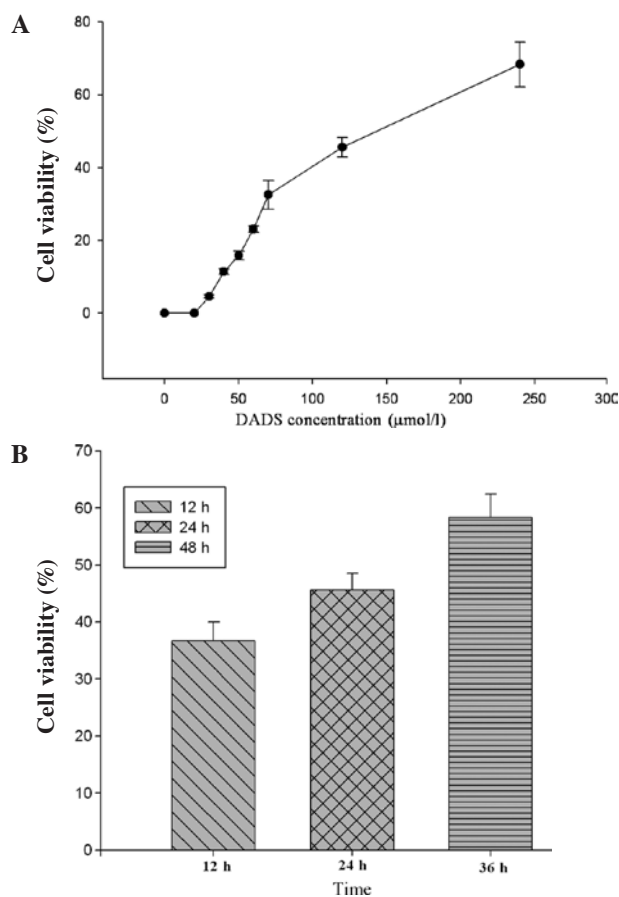 A
80
60
40
20
0
Cell viability (%)
0 50 100 150 200 250 300
DADS concentration (μmol/l)
B
70
60
50
40
30
20
10
0
Cell viability (%)
12 h
24 h
48 h
12 h 24 h 36 h
Time